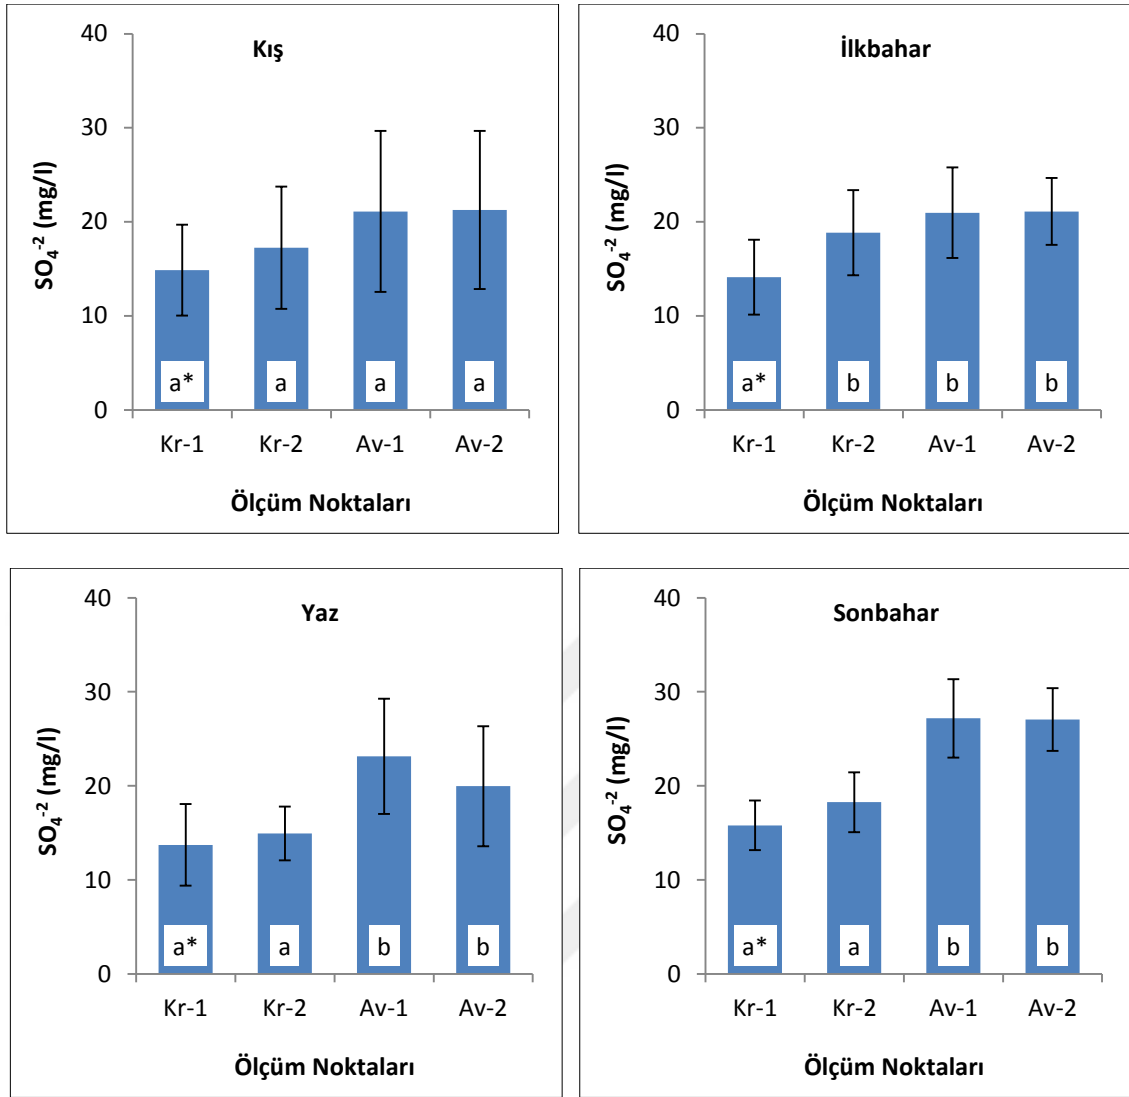 Kış
SO₄⁻² (mg/l)
40
30
20
10
0
a* a a a
Kr-1 Kr-2 Av-1 Av-2
Ölçüm Noktaları
İlkbahar
SO₄⁻² (mg/l)
40
30
20
10
0
a* b b b
Kr-1 Kr-2 Av-1 Av-2
Ölçüm Noktaları
Yaz
SO₄⁻² (mg/l)
40
30
20
10
0
a* a b b
Kr-1 Kr-2 Av-1 Av-2
Ölçüm Noktaları
Sonbahar
SO₄⁻² (mg/l)
40
30
20
10
0
a* a b b
Kr-1 Kr-2 Av-1 Av-2
Ölçüm Noktaları